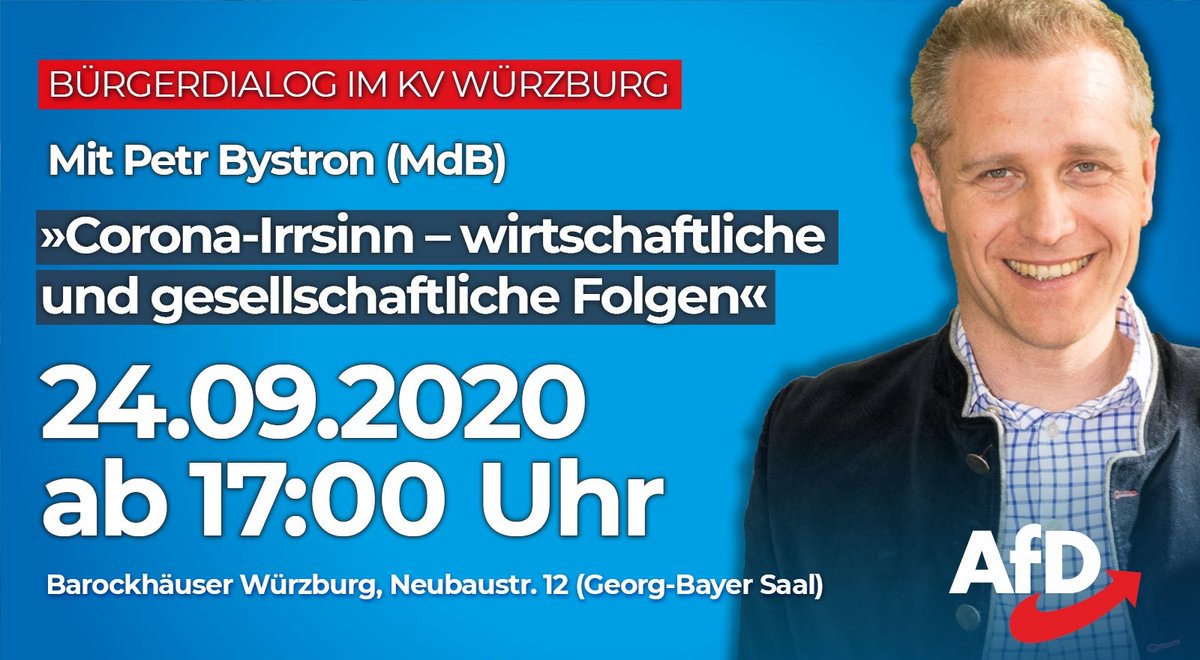 BÜRGERDIALOG IM KV WÜRZBURG
Mit Petr Bystron (MdB)
»Corona-Irrsinn – wirtschaftliche
und gesellschaftliche Folgen«
24.09.2020
ab 17:00 Uhr
Barockhäuser Würzburg, Neubaustr. 12 (Georg-Bayer Saal)
AfD